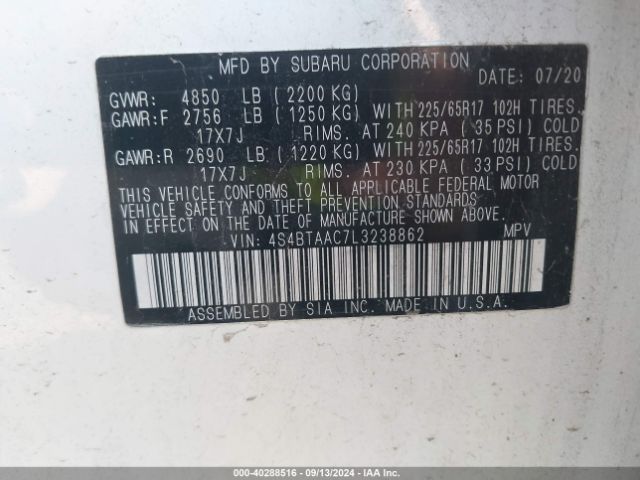 MFD BY SUBARU CORPORATION
DATE: 07/20
GVWR: 4850 LB ( 2200 KG)
GAWR:F 2756 LB ( 1250 KG) WITH 225/65R17 102H TIRES.
17X7J RIMS. AT 240 KPA ( 35 PSI) COLD
GAWR:R 2690 LB ( 1220 KG) WITH 225/65R17 102H TIRES.
17X7J RIMS. AT 230 KPA ( 33 PSI) COLD
THIS VEHICLE CONFORMS TO ALL APPLICABLE FEDERAL MOTOR
VEHICLE SAFETY AND THEFT PREVENTION STANDARDS
IN EFFECT ON THE DATE OF MANUFACTURE SHOWN ABOVE.
VIN: 4S4BTAAC7L3238862 MPV
ASSEMBLED BY SIA INC. MADE IN U.S.A.
000-40288516 - 09/13/2024 - IAA Inc.